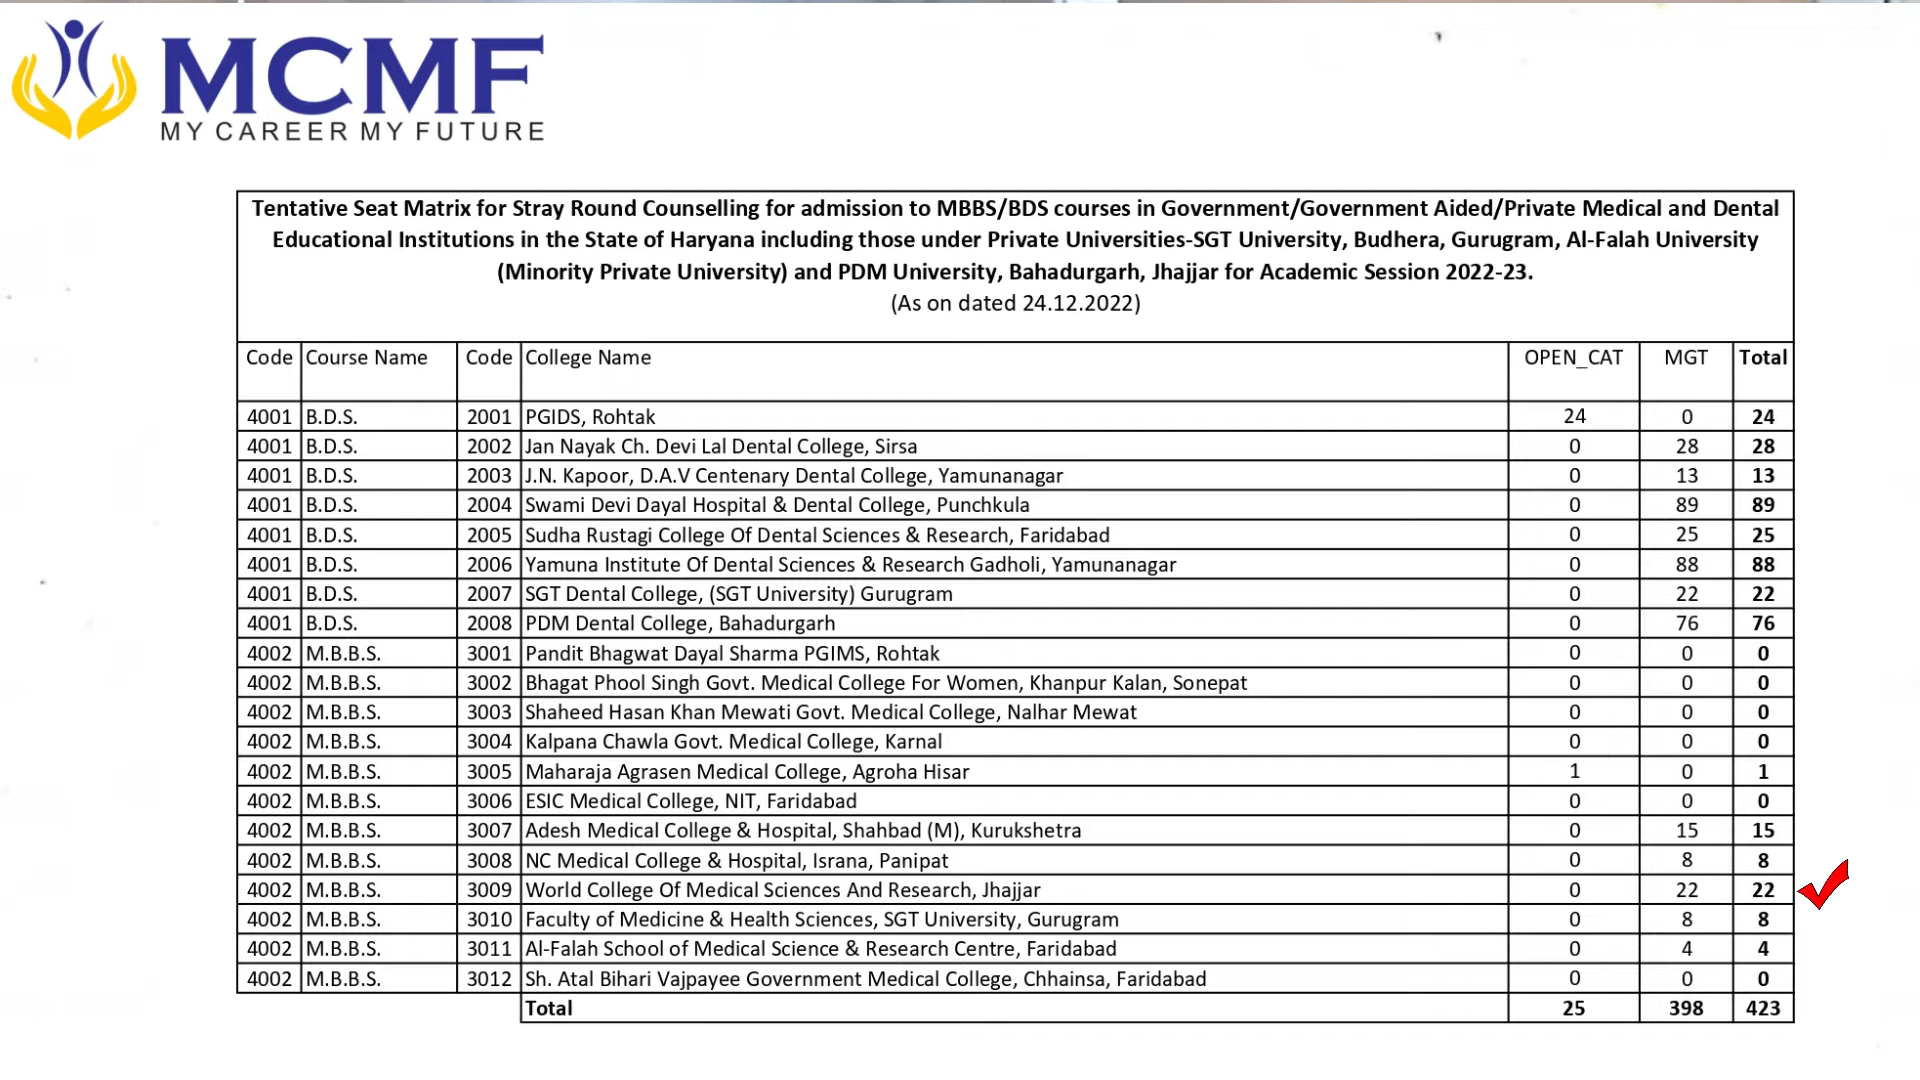 MCMF
MY CAREER MY FUTURE
Tentative Seat Matrix for Stray Round Counselling for admission to MBBS/BDS courses in Government/Government Aided/Private Medical and Dental
Educational Institutions in the State of Haryana including those under Private Universities-SGT University, Budhera, Gurugram, Al-Falah University
(Minority Private University) and PDM University, Bahadurgarh, Jhajjar for Academic Session 2022-23.
(As on dated 24.12.2022)
Code Course Name Code College Name OPEN_CAT MGT Total
4001 B.D.S. 2001 PGIDS, Rohtak 24 0 24
4001 B.D.S. 2002 Jan Nayak Ch. Devi Lal Dental College, Sirsa 0 28 28
4001 B.D.S. 2003 J.N. Kapoor, D.A.V Centenary Dental College, Yamunanagar 0 13 13
4001 B.D.S. 2004 Swami Devi Dayal Hospital & Dental College, Punchkula 0 89 89
4001 B.D.S. 2005 Sudha Rustagi College Of Dental Sciences & Research, Faridabad 0 25 25
4001 B.D.S. 2006 Yamuna Institute Of Dental Sciences & Research Gadholi, Yamunanagar 0 88 88
4001 B.D.S. 2007 SGT Dental College, (SGT University) Gurugram 0 22 22
4001 B.D.S. 2008 PDM Dental College, Bahadurgarh 0 76 76
4002 M.B.B.S. 3001 Pandit Bhagwat Dayal Sharma PGIMS, Rohtak 0 0 0
4002 M.B.B.S. 3002 Bhagat Phool Singh Govt. Medical College For Women, Khanpur Kalan, Sonepat 0 0 0
4002 M.B.B.S. 3003 Shaheed Hasan Khan Mewati Govt. Medical College, Nalhar Mewat 0 0 0
4002 M.B.B.S. 3004 Kalpana Chawla Govt. Medical College, Karnal 0 0 0
4002 M.B.B.S. 3005 Maharaja Agrasen Medical College, Agroha Hisar 1 0 1
4002 M.B.B.S. 3006 ESIC Medical College, NIT, Faridabad 0 0 0
4002 M.B.B.S. 3007 Adesh Medical College & Hospital, Shahbad (M), Kurukshetra 0 15 15
4002 M.B.B.S. 3008 NC Medical College & Hospital, Israna, Panipat 0 8 8
4002 M.B.B.S. 3009 World College Of Medical Sciences And Research, Jhajjar 0 22 22
4002 M.B.B.S. 3010 Faculty of Medicine & Health Sciences, SGT University, Gurugram 0 8 8
4002 M.B.B.S. 3011 Al-Falah School of Medical Science & Research Centre, Faridabad 0 4 4
4002 M.B.B.S. 3012 Sh. Atal Bihari Vajpayee Government Medical College, Chhainsa, Faridabad 0 0 0
Total 25 398 423